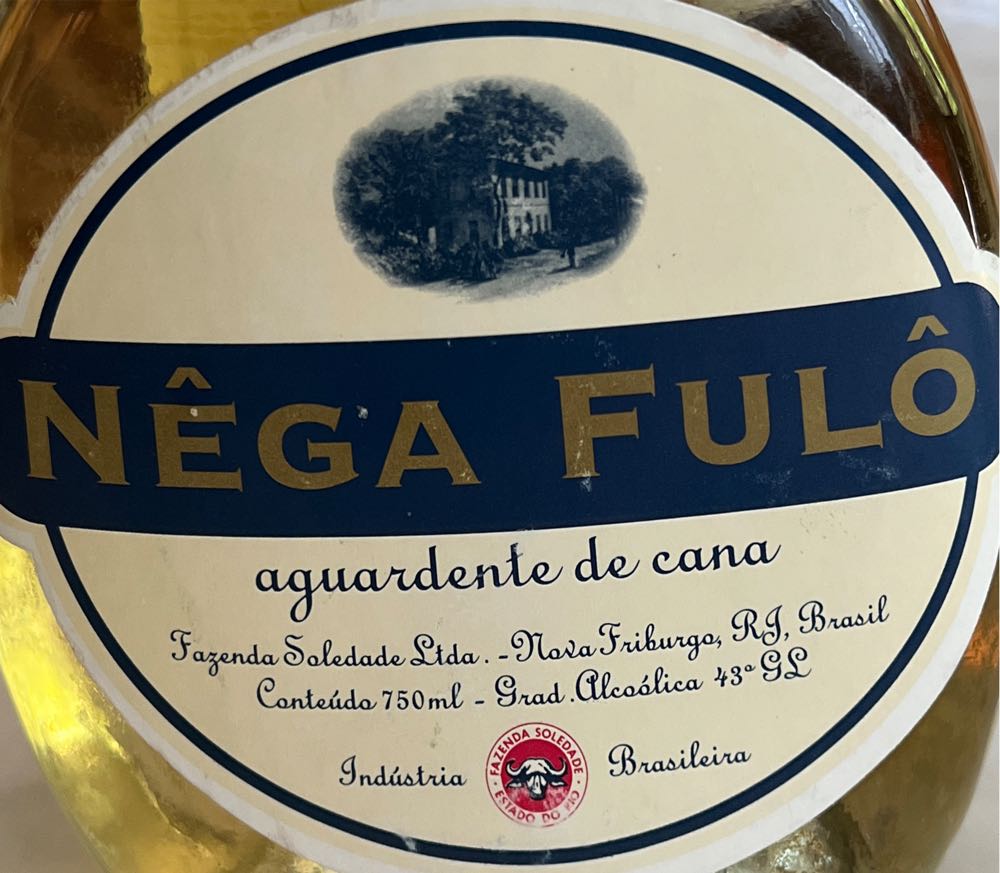 NÊGA FULÔ
aguardente de cana
Fazenda Soledade Ltda. - Nova Friburgo, RJ, Brasil
Conteúdo 750ml - Grad. Alcoólica 43º GL
Indústria Brasileira
FAZENDA SOLEDADE
ESTADO DO RIO